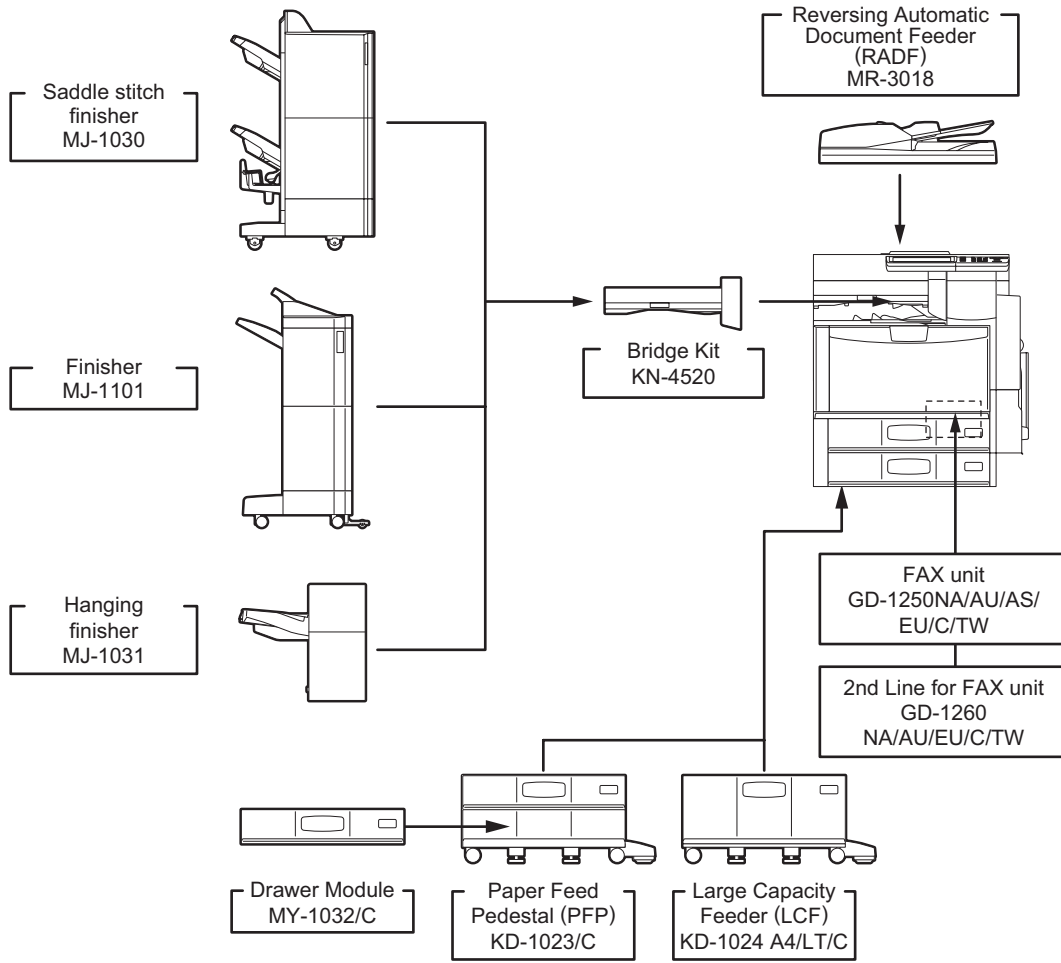 Reversing Automatic
Document Feeder
(RADF)
MR-3018
Saddle stitch
finisher
MJ-1030
Finisher
MJ-1101
Bridge Kit
KN-4520
Hanging
finisher
MJ-1031
FAX unit
GD-1250NA/AU/AS/
EU/C/TW
2nd Line for FAX unit
GD-1260
NA/AU/EU/C/TW
Drawer Module
MY-1032/C
Paper Feed
Pedestal (PFP)
KD-1023/C
Large Capacity
Feeder (LCF)
KD-1024 A4/LT/C